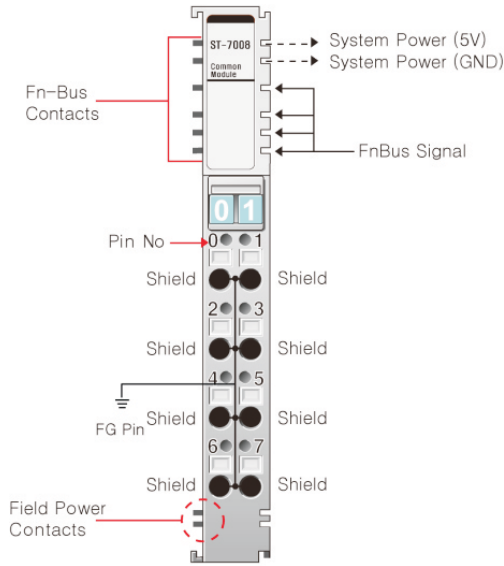 ST-7008
Common
Module
System Power (5V)
System Power (GND)
Fn-Bus
Contacts
FnBus Signal
0 1
Pin No
0 1
Shield Shield
2 3
Shield Shield
4 5
FG Pin
Shield Shield
6 7
Shield Shield
Field Power
Contacts